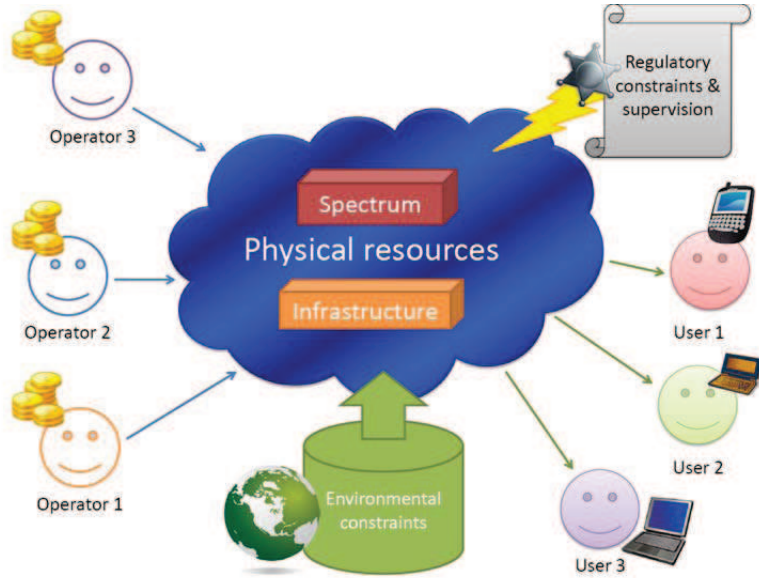 Regulatory
constraints &
supervision
Operator 3
Spectrum
Physical resources
Infrastructure
Operator 2
User 1
Operator 1
Environmental
constraints
User 2
User 3